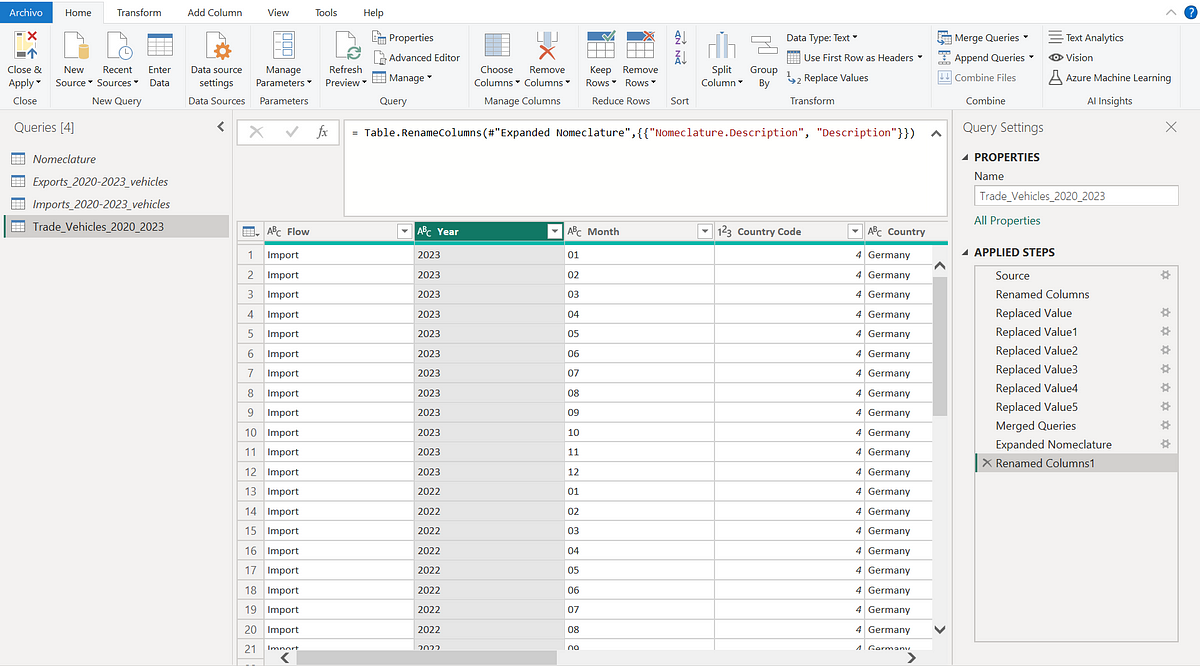 Archivo Home Transform Add Column View Tools Help
Close & Apply Close
New Source Recent Sources Enter Data New Query
Data source settings Data Sources
Manage Parameters Parameters
Refresh Preview Properties Advanced Editor Manage Query
Choose Columns Remove Columns Manage Columns
Keep Rows Remove Rows Reduce Rows
Sort
Split Column Group By Data Type: Text Use First Row as Headers Replace Values Transform
Merge Queries Append Queries Combine Files Combine
Text Analytics Vision Azure Machine Learning AI Insights
Queries [4]
Nomeclature
Exports_2020-2023_vehicles
Imports_2020-2023_vehicles
Trade_Vehicles_2020_2023
fx
= Table.RenameColumns(#"Expanded Nomeclature",{{"Nomeclature.Description", "Description"}})
ABC Flow ABC Year ABC Month 123 Country Code ABC Country
1 Import 2023 01 4 Germany
2 Import 2023 02 4 Germany
3 Import 2023 03 4 Germany
4 Import 2023 04 4 Germany
5 Import 2023 05 4 Germany
6 Import 2023 06 4 Germany
7 Import 2023 07 4 Germany
8 Import 2023 08 4 Germany
9 Import 2023 09 4 Germany
10 Import 2023 10 4 Germany
11 Import 2023 11 4 Germany
12 Import 2023 12 4 Germany
13 Import 2022 01 4 Germany
14 Import 2022 02 4 Germany
15 Import 2022 03 4 Germany
16 Import 2022 04 4 Germany
17 Import 2022 05 4 Germany
18 Import 2022 06 4 Germany
19 Import 2022 07 4 Germany
20 Import 2022 08 4 Germany
21 Import 2022 09 4 Germany
Query Settings
PROPERTIES
Name
Trade_Vehicles_2020_2023
All Properties
APPLIED STEPS
Source
Renamed Columns
Replaced Value
Replaced Value1
Replaced Value2
Replaced Value3
Replaced Value4
Replaced Value5
Merged Queries
Expanded Nomeclature
Renamed Columns1